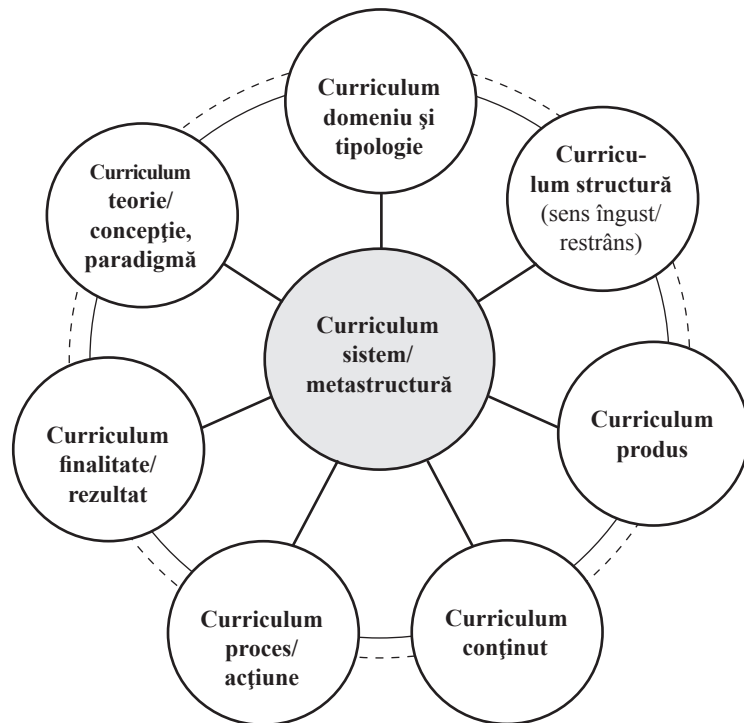 Curriculum
domeniu şi
tipologie
Curricu-
lum structură
(sens îngust/
restrâns)
Curriculum
produs
Curriculum
conţinut
Curriculum
proces/
acţiune
Curriculum
finalitate/
rezultat
Curriculum
teorie/
concepţie,
paradigmă
Curriculum
sistem/
metastructură